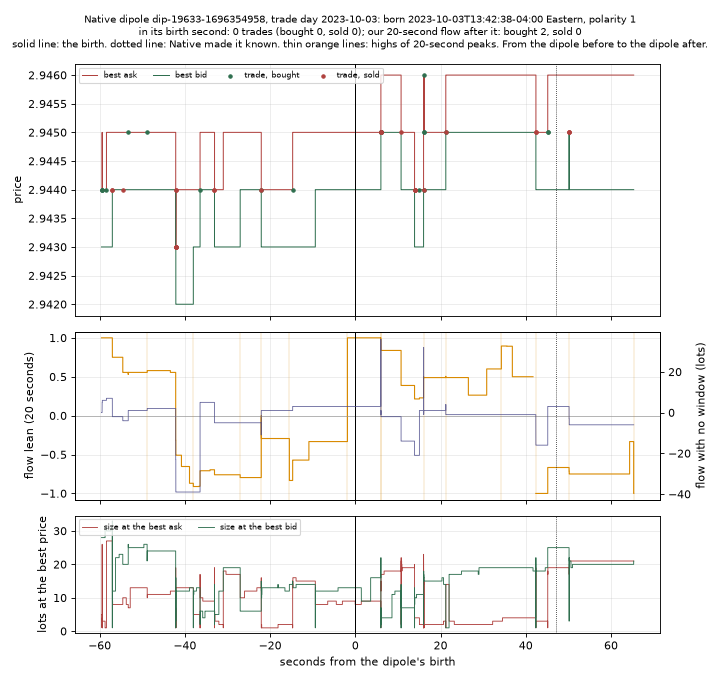 Native dipole dip-19633-1696354958, trade day 2023-10-03: born 2023-10-03T13:42:38-04:00 Eastern, polarity 1
in its birth second: 0 trades (bought 0, sold 0); our 20-second flow after it: bought 2, sold 0
solid line: the birth. dotted line: Native made it known. thin orange lines: highs of 20-second peaks. From the dipole before to the dipole after.
best ask best bid trade, bought trade, sold
2.9460
2.9455
2.9450
2.9445
2.9440
2.9435
2.9430
2.9425
2.9420
price
1.0
0.5
0.0
−0.5
−1.0
flow lean (20 seconds)
20
0
−20
−40
flow with no window (lots)
size at the best ask size at the best bid
30
20
10
0
lots at the best price
−60 −40 −20 0 20 40 60
seconds from the dipole's birth